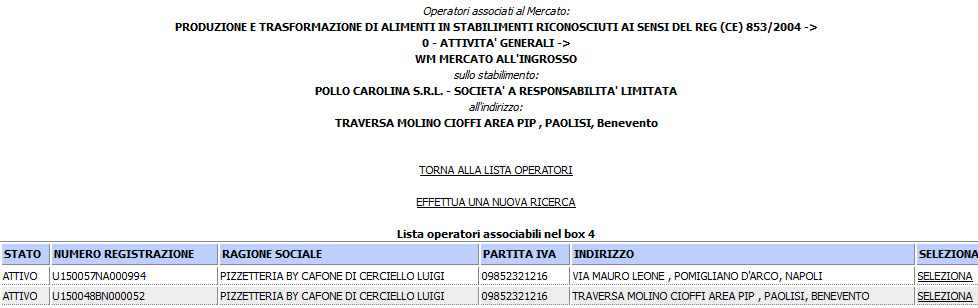 Operatori associati al Mercato:
PRODUZIONE E TRASFORMAZIONE DI ALIMENTI IN STABILIMENTI RICONOSCIUTI AI SENSI DEL REG (CE) 853/2004 ->
0 - ATTIVITA' GENERALI ->
WM MERCATO ALL'INGROSSO
sullo stabilimento:
POLLO CAROLINA S.R.L. - SOCIETA' A RESPONSABILITA' LIMITATA
all'indirizzo:
TRAVERSA MOLINO CIOFFI AREA PIP , PAOLISI, Benevento
TORNA ALLA LISTA OPERATORI
EFFETTUA UNA NUOVA RICERCA
Lista operatori associabili nel box 4
STATO NUMERO REGISTRAZIONE RAGIONE SOCIALE PARTITA IVA INDIRIZZO SELEZIONA
ATTIVO U150057NA000994 PIZZETTERIA BY CAFONE DI CERCIELLO LUIGI 09852321216 VIA MAURO LEONE , POMIGLIANO D'ARCO, NAPOLI SELEZIONA
ATTIVO U150048BN000052 PIZZETTERIA BY CAFONE DI CERCIELLO LUIGI 09852321216 TRAVERSA MOLINO CIOFFI AREA PIP , PAOLISI, BENEVENTO SELEZIONA